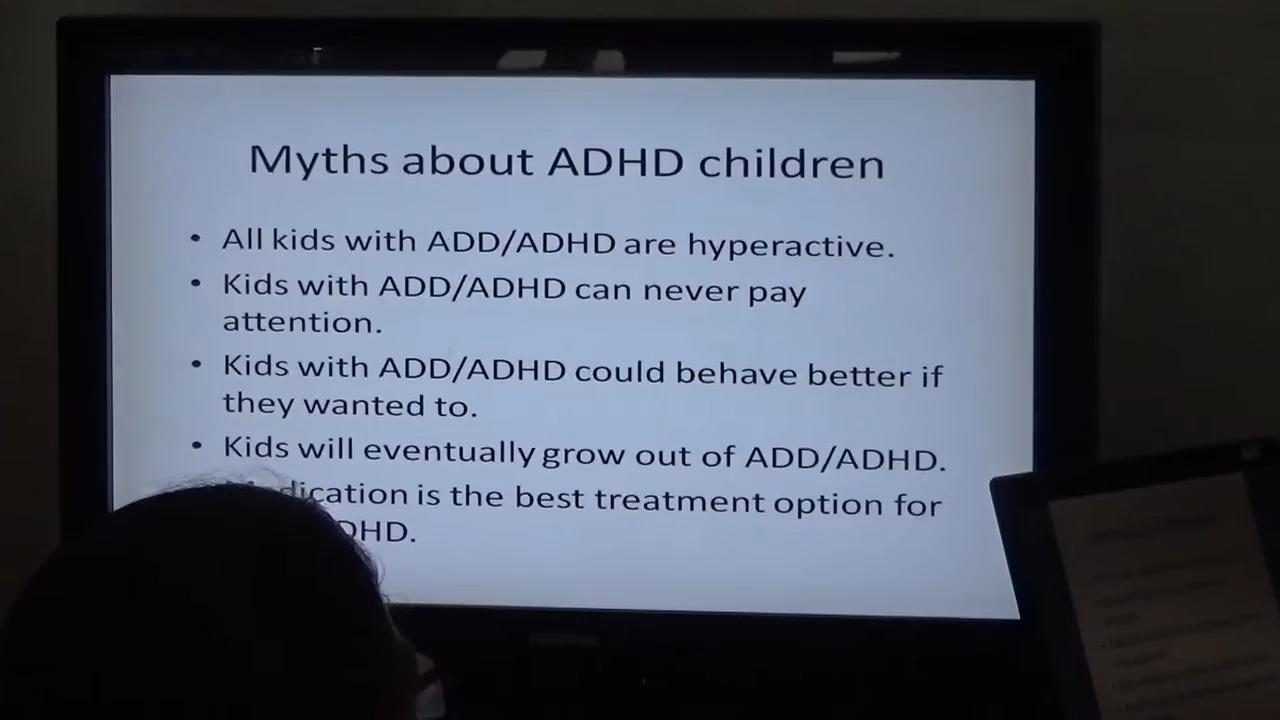 Myths about ADHD children
• All kids with ADD/ADHD are hyperactive.
• Kids with ADD/ADHD can never pay
attention.
• Kids with ADD/ADHD could behave better if
they wanted to.
• Kids will eventually grow out of ADD/ADHD.
is the best treatment option for